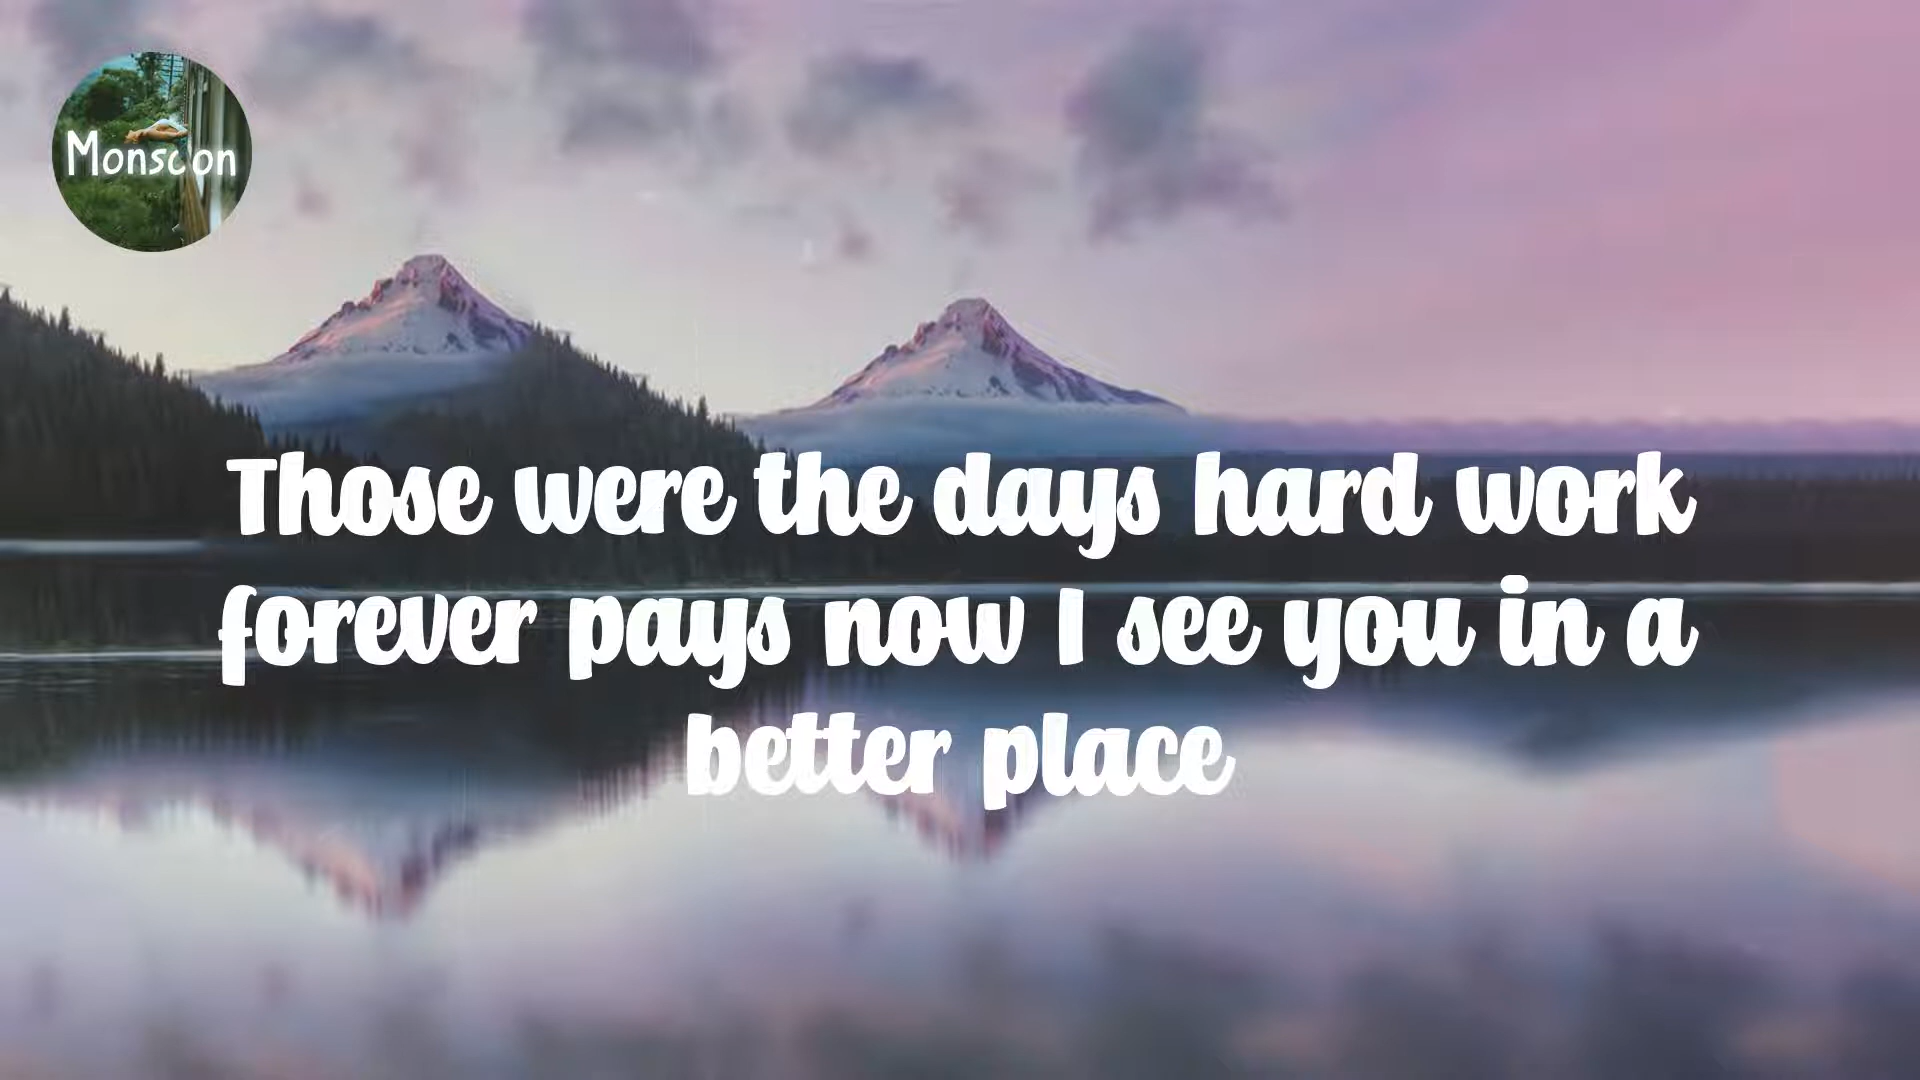 Monsoon
Those were the days hard work
forever pays now I see you in a
better place